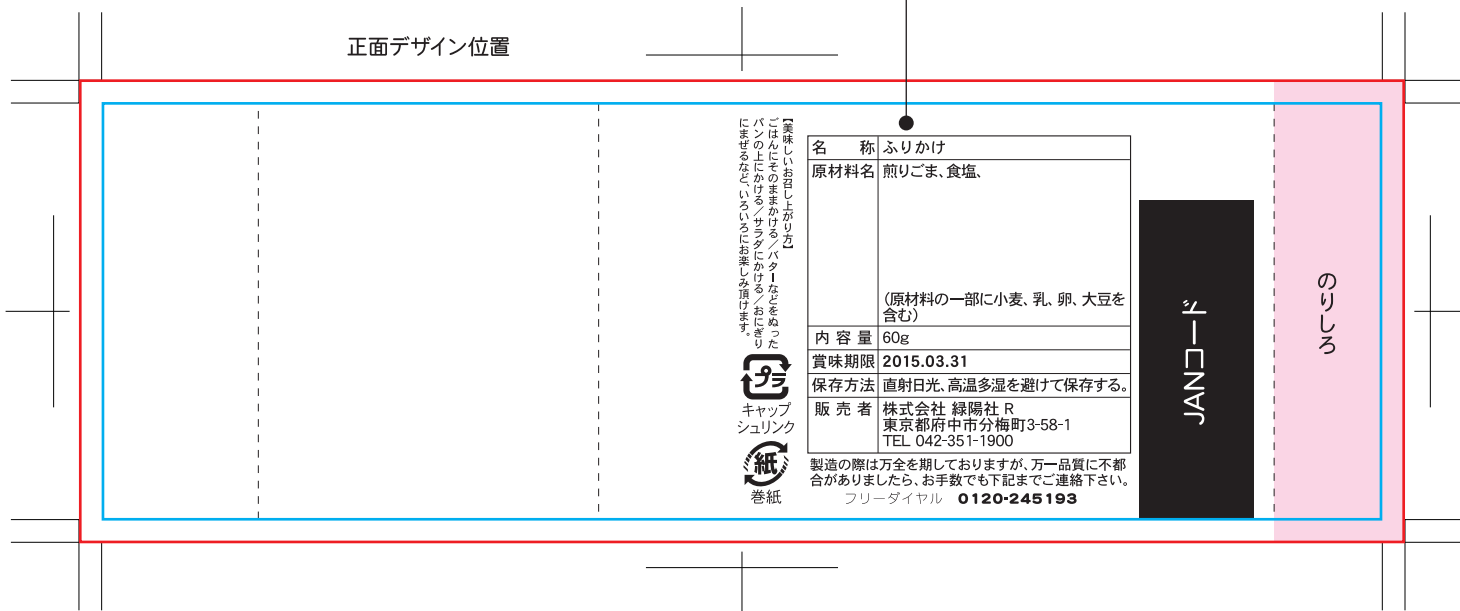 正面デザイン位置
【美味しいお召し上がり方】
ごはんにそのままかける/バターなどをぬった
パンの上にかける/サラダにかける/おにぎり
にまぜるなど、いろいろにお楽しみ頂けます。
プラ
キャップ
シュリンク
紙
巻紙
名 称 ふりかけ
原材料名 煎りごま、食塩、
(原材料の一部に小麦、乳、卵、大豆を
含む)
内容量 60g
賞味期限 2015.03.31
保存方法 直射日光、高温多湿を避けて保存する。
販売者 株式会社 緑陽社 R
東京都府中市分梅町3-58-1
TEL 042-351-1900
製造の際は万全を期しておりますが、万一品質に不都
合がありましたら、お手数でも下記までご連絡下さい。
フリーダイヤル 0120-245193
JANコード
のりしろ